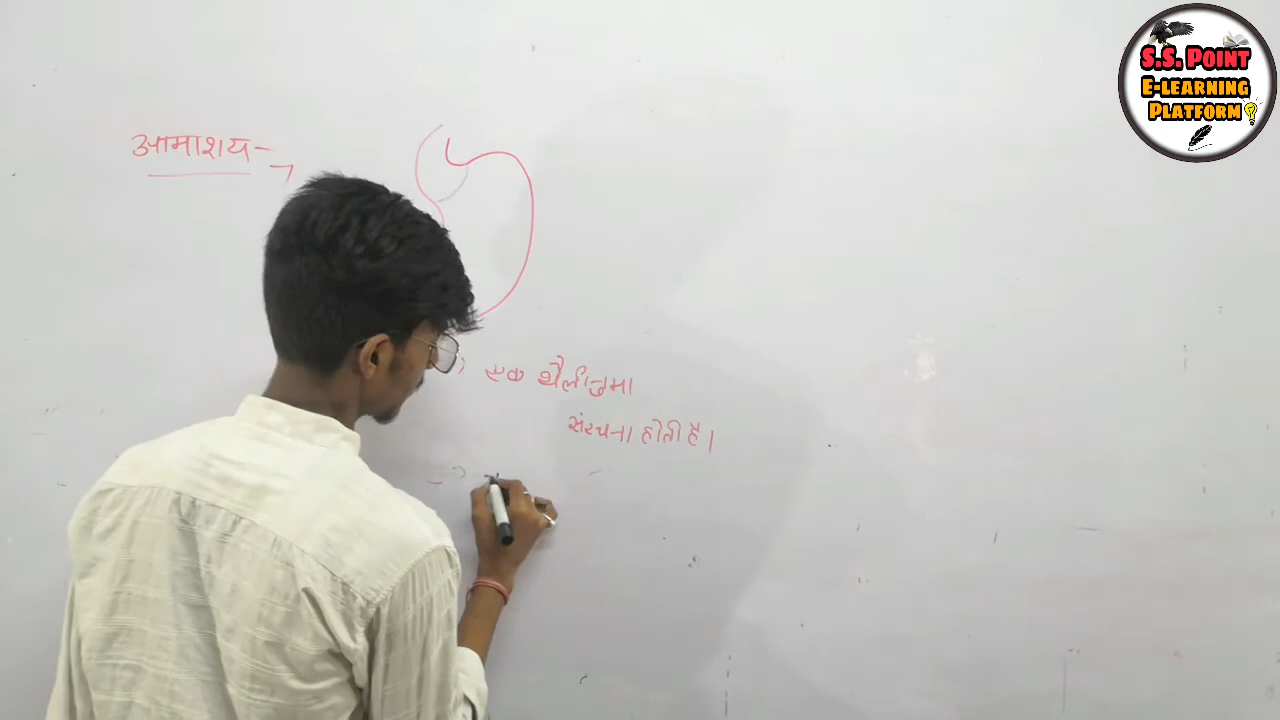 आमाशय-
एक थैलीनुमा
संरचना होती है।
S.S. POINT
E-LEARNING
PLATFORM